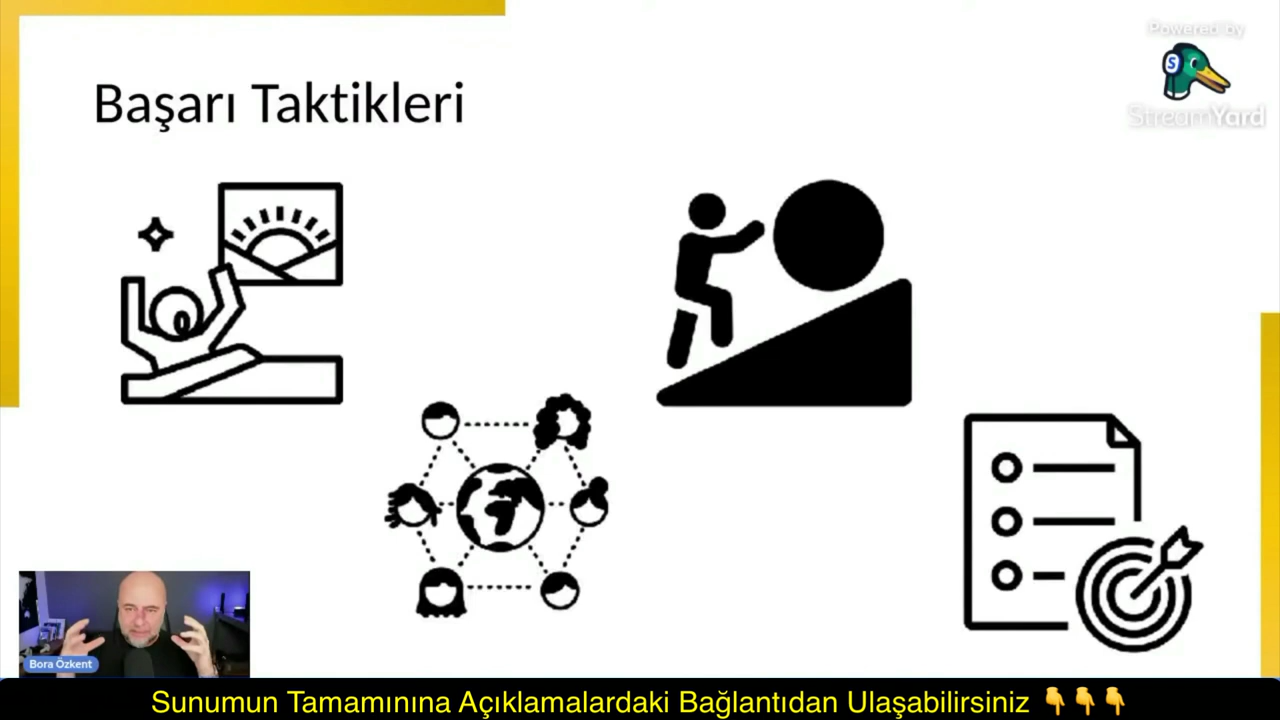 Powered by
StreamYard
Başarı Taktikleri
Bora Özkent
Sunumun Tamamınına Açıklamalardaki Bağlantıdan Ulaşabilirsiniz 👇👇👇